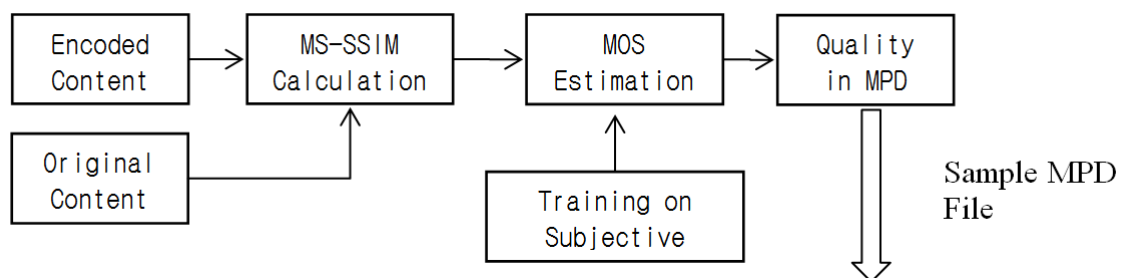 Encoded
Content
MS-SSIM
Calculation
MOS
Estimation
Quality
in MPD
Original
Content
Training on
Subjective
Sample MPD
File